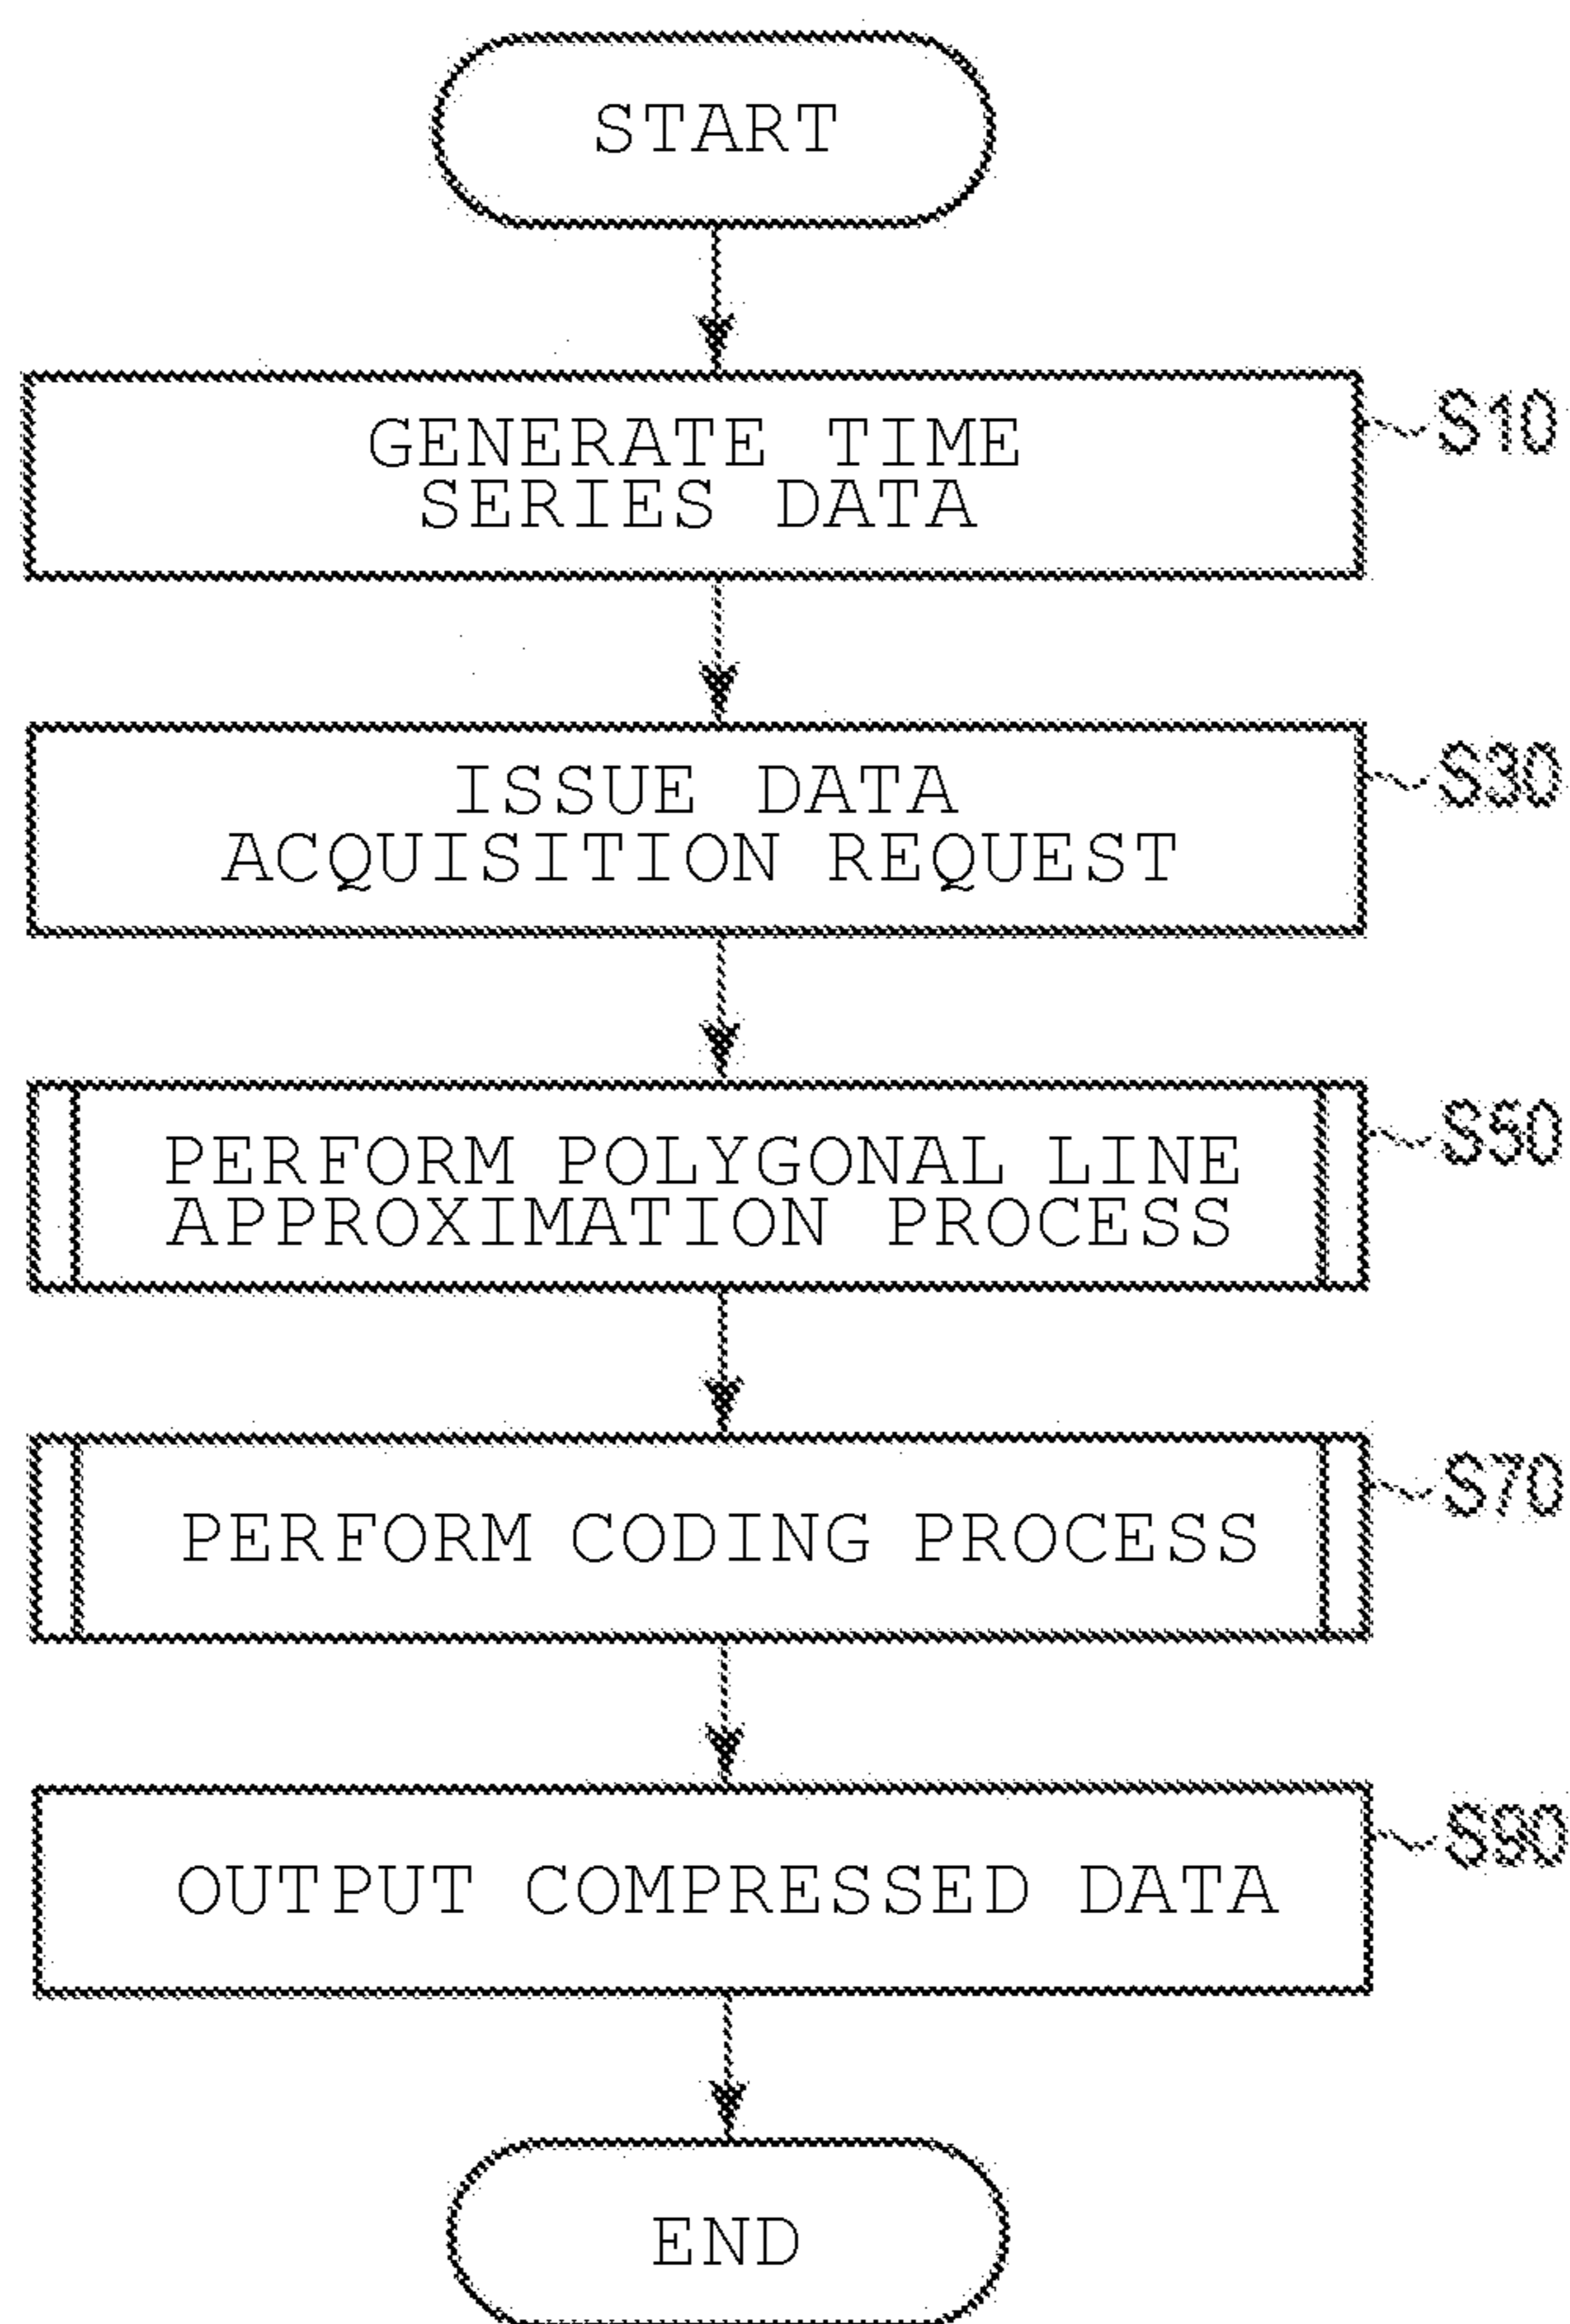 START
GENERATE TIME
SERIES DATA
S10
ISSUE DATA
ACQUISITION REQUEST
S30
PERFORM POLYGONAL LINE
APPROXIMATION PROCESS
S50
PERFORM CODING PROCESS
S70
OUTPUT COMPRESSED DATA
S90
END